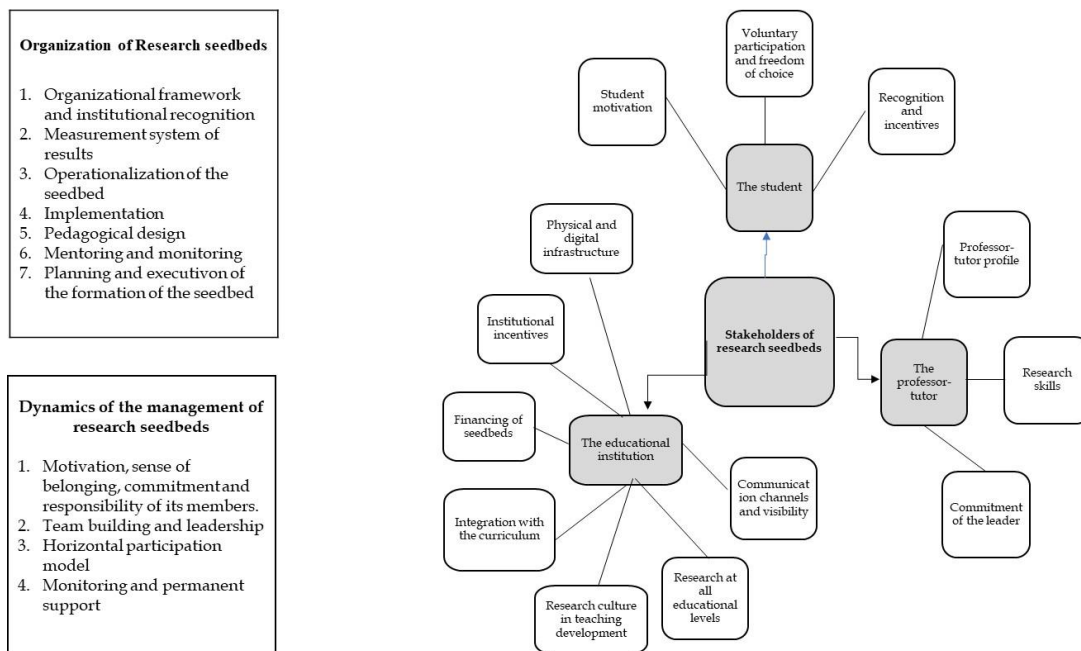 Organization of Research seedbeds
1. Organizational framework
and institutional recognition
2. Measurement system of
results
3. Operationalization of the
seedbed
4. Implementation
5. Pedagogical design
6. Mentoring and monitoring
7. Planning and executivon of
the formation of the seedbed
Dynamics of the management of
research seedbeds
1. Motivation, sense of
belonging, commitment and
responsibility of its members.
2. Team building and leadership
3. Horizontal participation
model
4. Monitoring and permanent
support
Voluntary
participation
and freedom
of choice
Student
motivation
Recognition
and
incentives
The student
Physical and
digital
infrastructure
Professor-
tutor profile
Institutional
incentives
Stakeholders of
research seedbeds
The
professor-
tutor
Research
skills
Financing of
seedbeds
The educational
institution
Communicat
ion channels
and visibility
Commitment
of the leader
Integration with
the curriculum
Research culture
in teaching
development
Research at
all
educational
levels